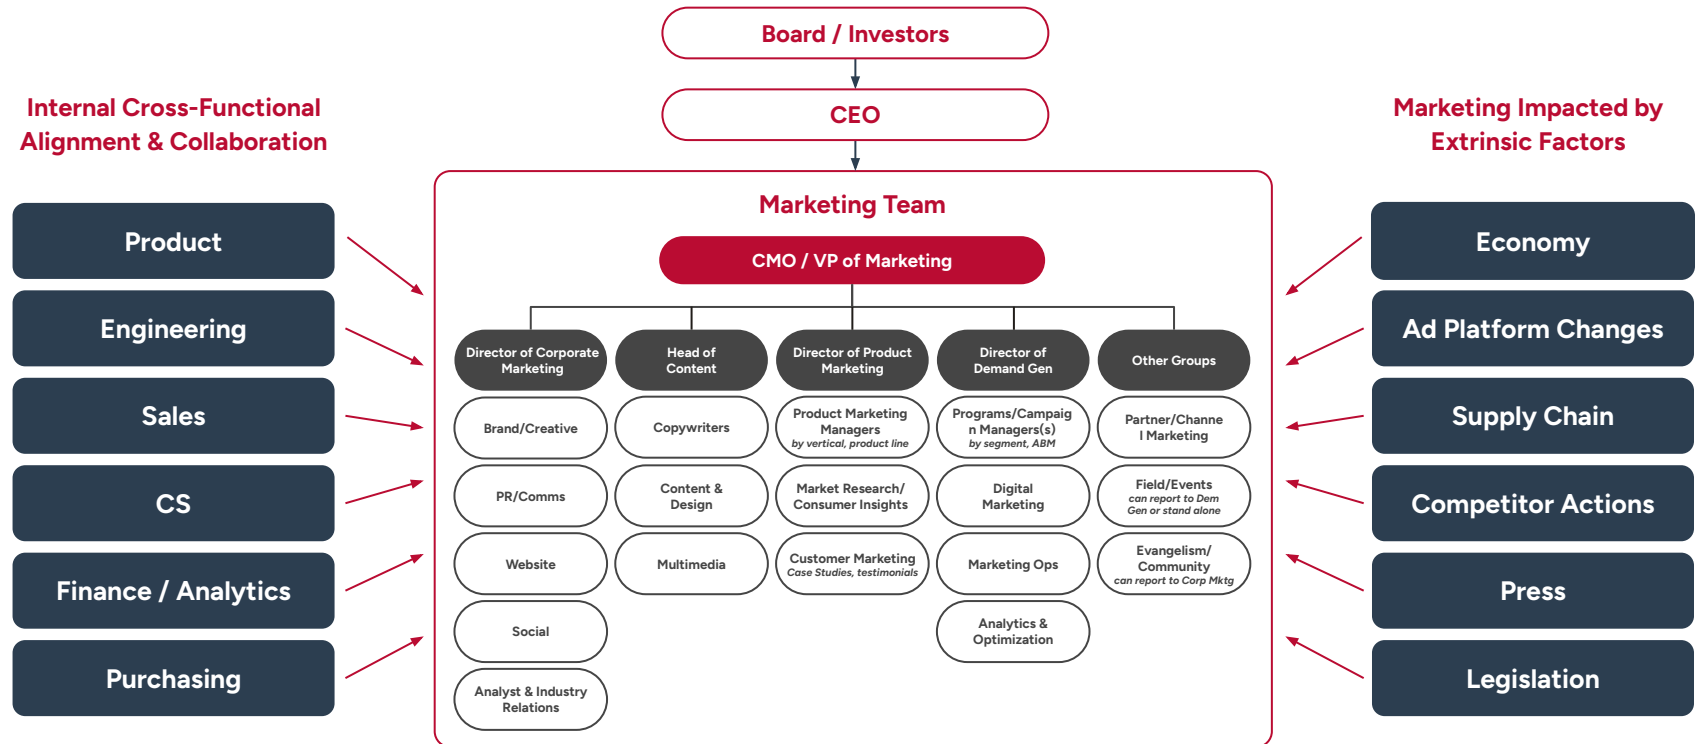 Board / Investors
CEO
Internal Cross-Functional
Alignment & Collaboration
Product
Engineering
Sales
CS
Finance / Analytics
Purchasing
Marketing Team
CMO / VP of Marketing
Director of Corporate
Marketing
Brand/Creative
PR/Comms
Website
Social
Analyst & Industry
Relations
Head of
Content
Copywriters
Content &
Design
Multimedia
Director of Product
Marketing
Product Marketing
Managers
by vertical, product line
Market Research/
Consumer Insights
Customer Marketing
Case Studies, testimonials
Director of
Demand Gen
Programs/Campaig
n Managers(s)
by segment, ABM
Digital
Marketing
Marketing Ops
Analytics &
Optimization
Other Groups
Partner/Channe
l Marketing
Field/Events
can report to Dem
Gen or stand alone
Evangelism/
Community
can report to Corp Mktg
Marketing Impacted by
Extrinsic Factors
Economy
Ad Platform Changes
Supply Chain
Competitor Actions
Press
Legislation